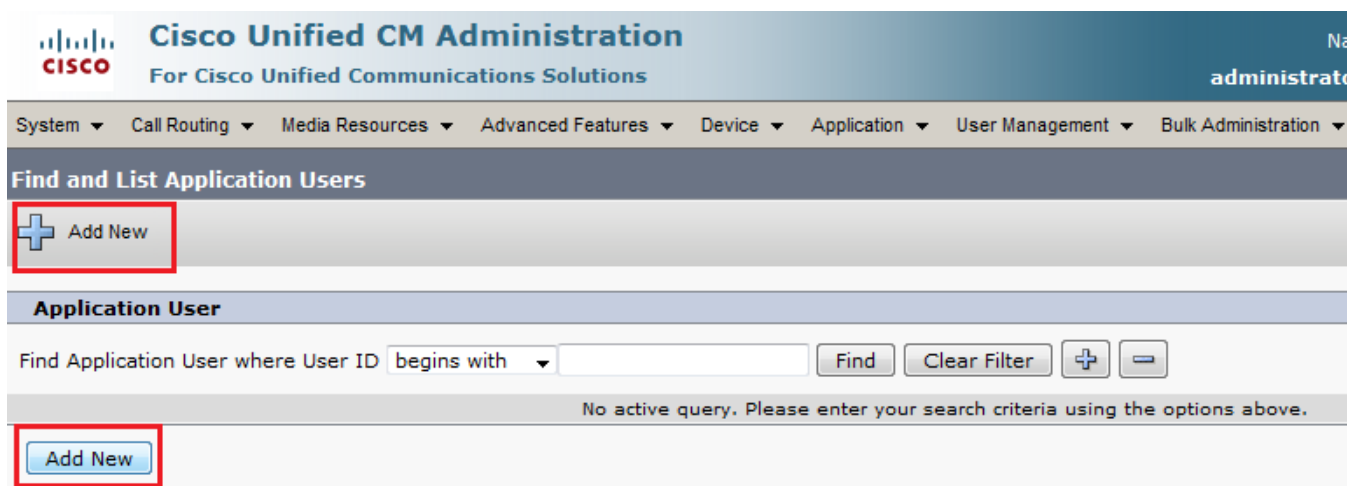 Cisco Unified CM Administration
Na
CISCO
For Cisco Unified Communications Solutions
administrato
System Call Routing Media Resources Advanced Features Device Application User Management Bulk Administration
Find and List Application Users
Add New
Application User
Find Application User where User ID begins with Find Clear Filter
No active query. Please enter your search criteria using the options above.
Add New